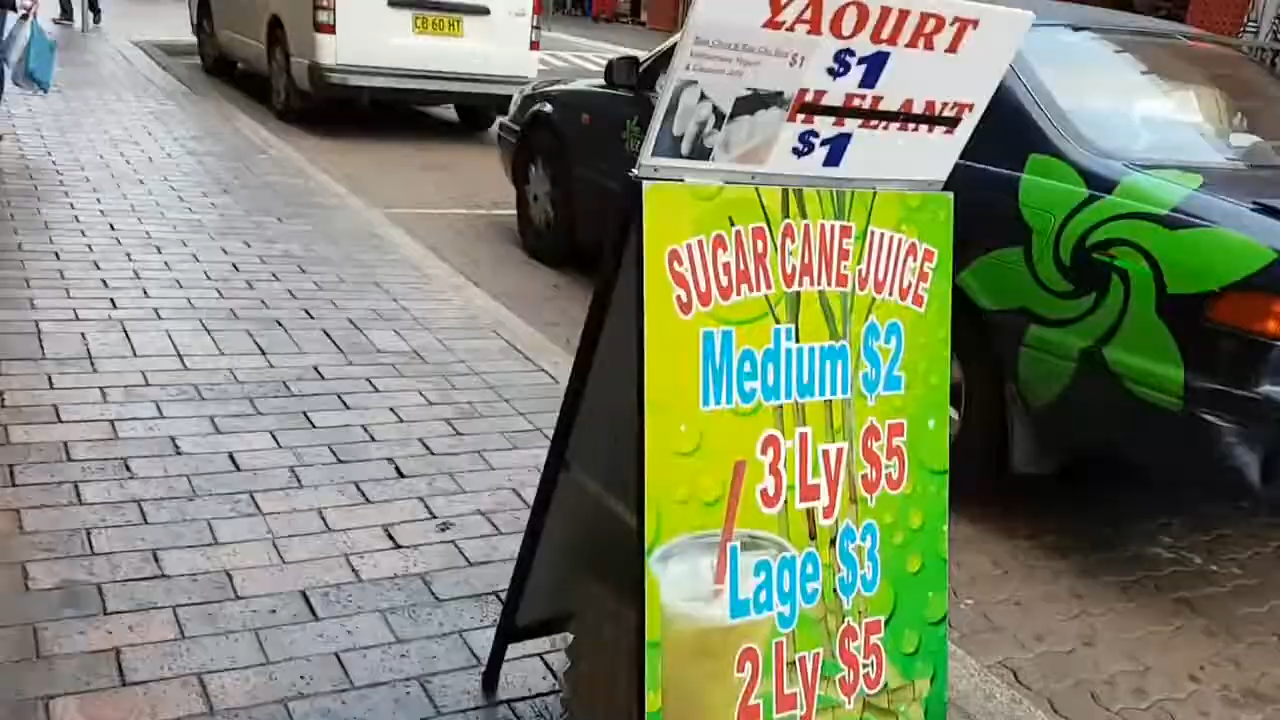 CB 60 HT
YAOURT
$1
$1
H FLANT
$1
SUGAR CANE JUICE
Medium $2
3 Ly $5
Lage $3
2 Ly $5